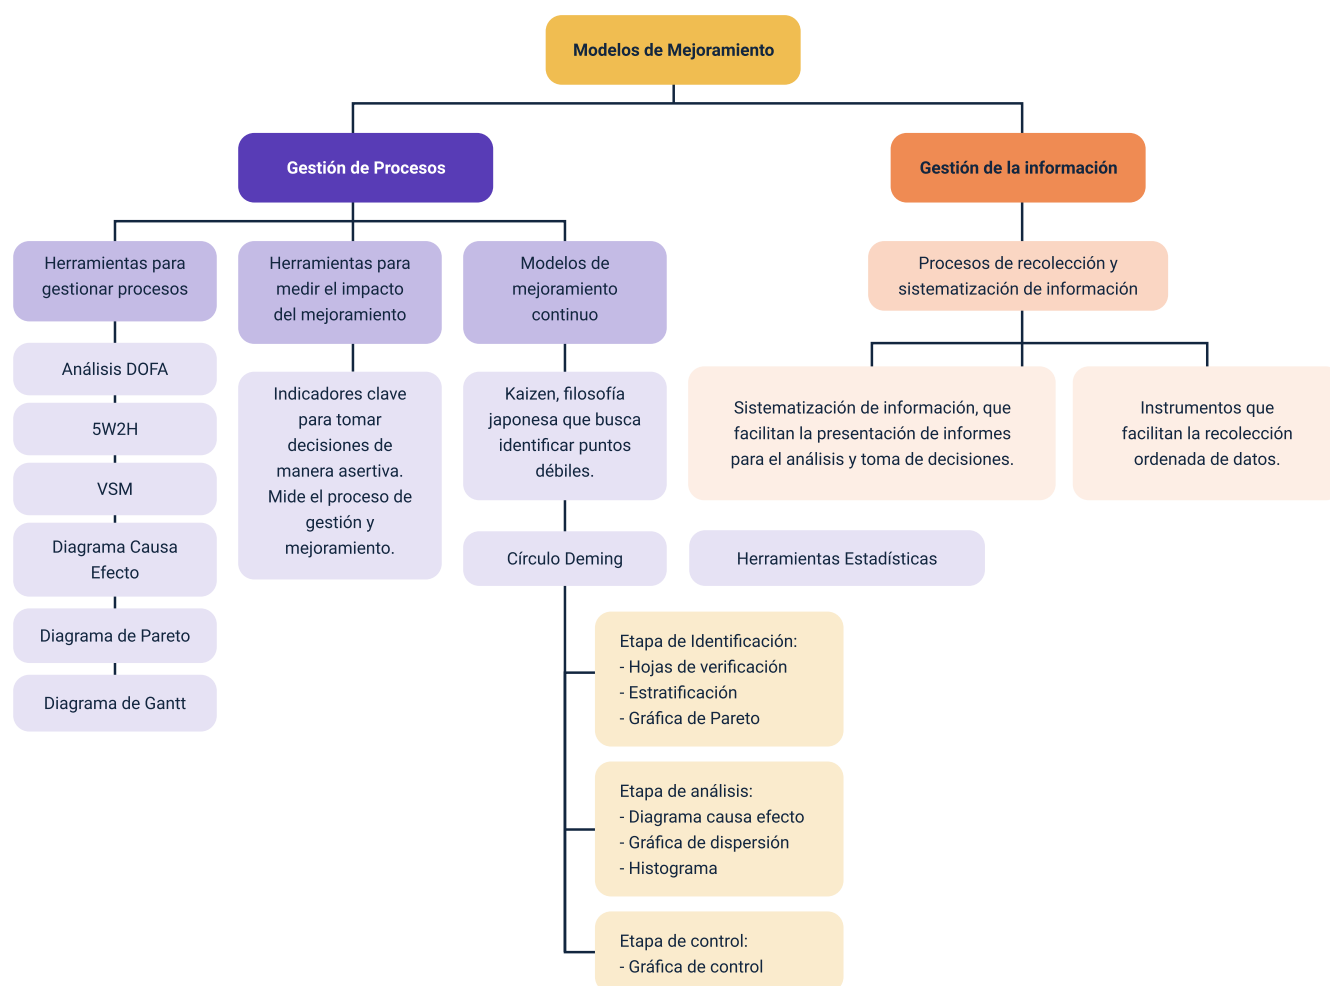 Modelos de Mejoramiento
Gestión de Procesos
Gestión de la información
Herramientas para
gestionar procesos
Herramientas para
medir el impacto
del mejoramiento
Modelos de
mejoramiento
continuo
Procesos de recolección y
sistematización de información
Análisis DOFA
5W2H
VSM
Diagrama Causa
Efecto
Diagrama de Pareto
Diagrama de Gantt
Indicadores clave
para tomar
decisiones de
manera asertiva.
Mide el proceso de
gestión y
mejoramiento.
Kaizen, filosofía
japonesa que busca
identificar puntos
débiles.
Círculo Deming
Herramientas Estadísticas
Etapa de Identificación:
- Hojas de verificación
- Estratificación
- Gráfica de Pareto
Etapa de análisis:
- Diagrama causa efecto
- Gráfica de dispersión
- Histograma
Etapa de control:
- Gráfica de control
Sistematización de información, que
facilitan la presentación de informes
para el análisis y toma de decisiones.
Instrumentos que
facilitan la recolección
ordenada de datos.